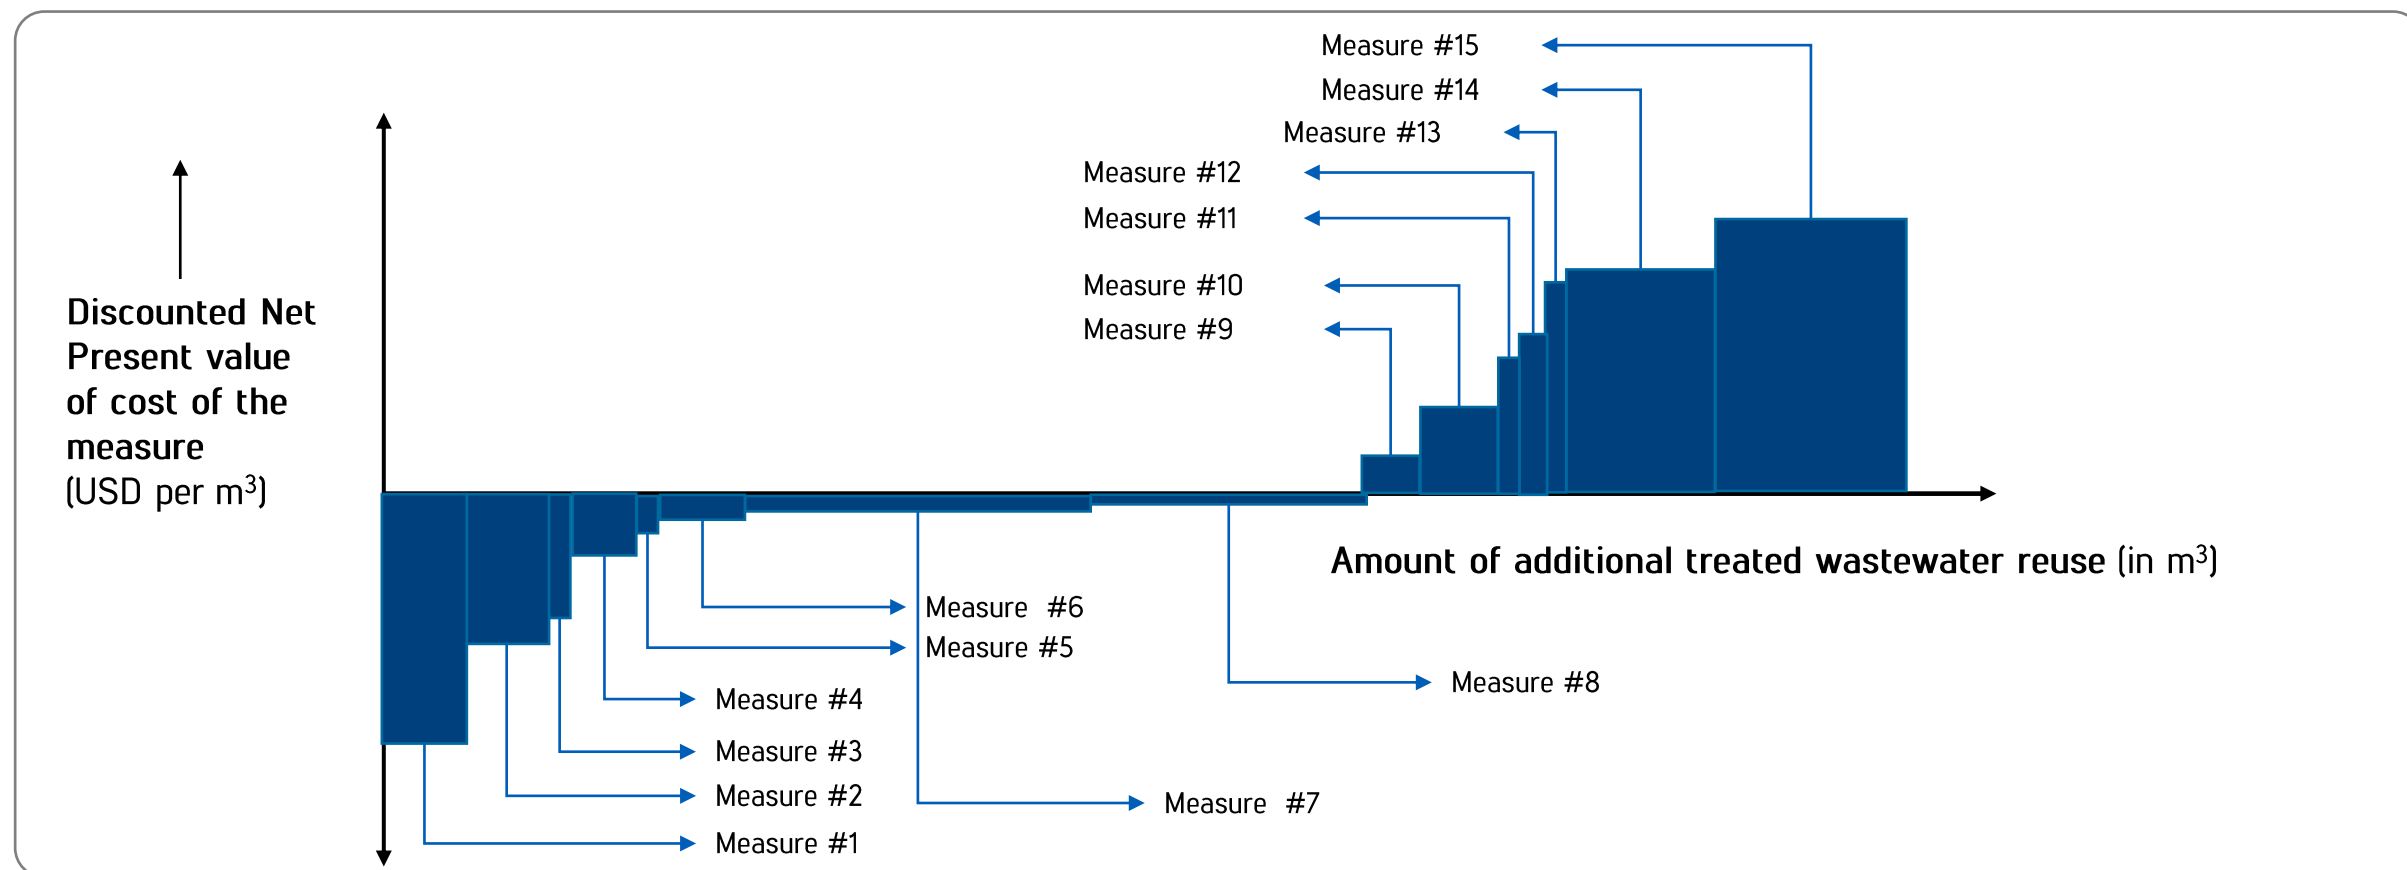 Measure #15
Measure #14
Measure #13
Measure #12
Measure #11
Measure #10
Measure #9
Discounted Net
Present value
of cost of the
measure
(USD per m³)
Amount of additional treated wastewater reuse (in m³)
Measure #6
Measure #5
Measure #8
Measure #4
Measure #3
Measure #2
Measure #7
Measure #1